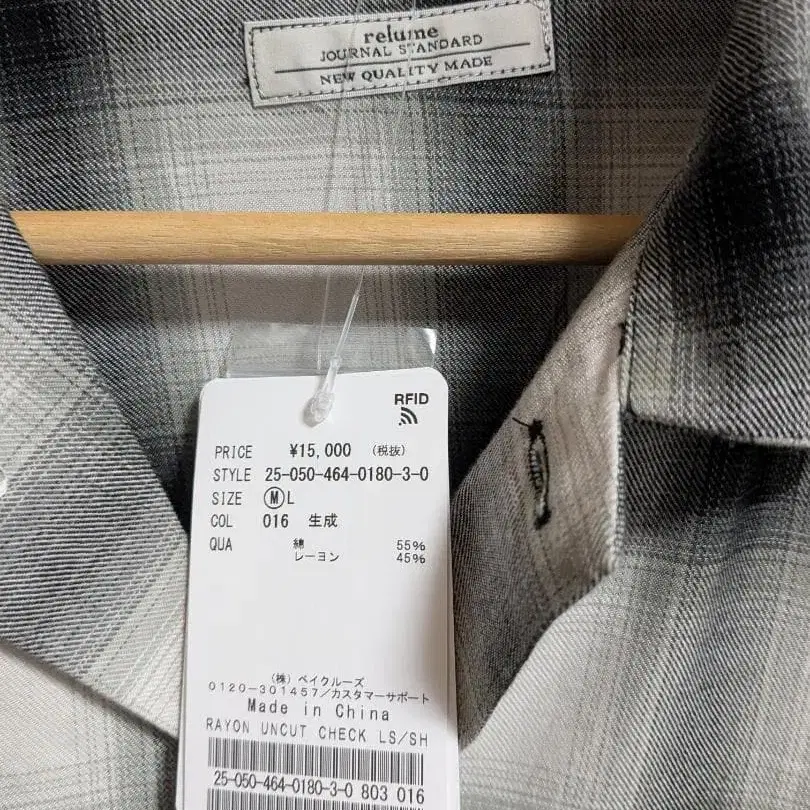 relume
JOURNAL STANDARD
NEW QUALITY MADE
RFID
PRICE ¥15,000 (税抜)
STYLE 25-050-464-0180-3-0
SIZE Ⓜ L
COL 016 生成
QUA 綿 55%
レーヨン 45%
(株) ベイクルーズ
0120-301457/カスタマーサポート
Made in China
RAYON UNCUT CHECK LS/SH
25-050-464-0180-3-0 803 016